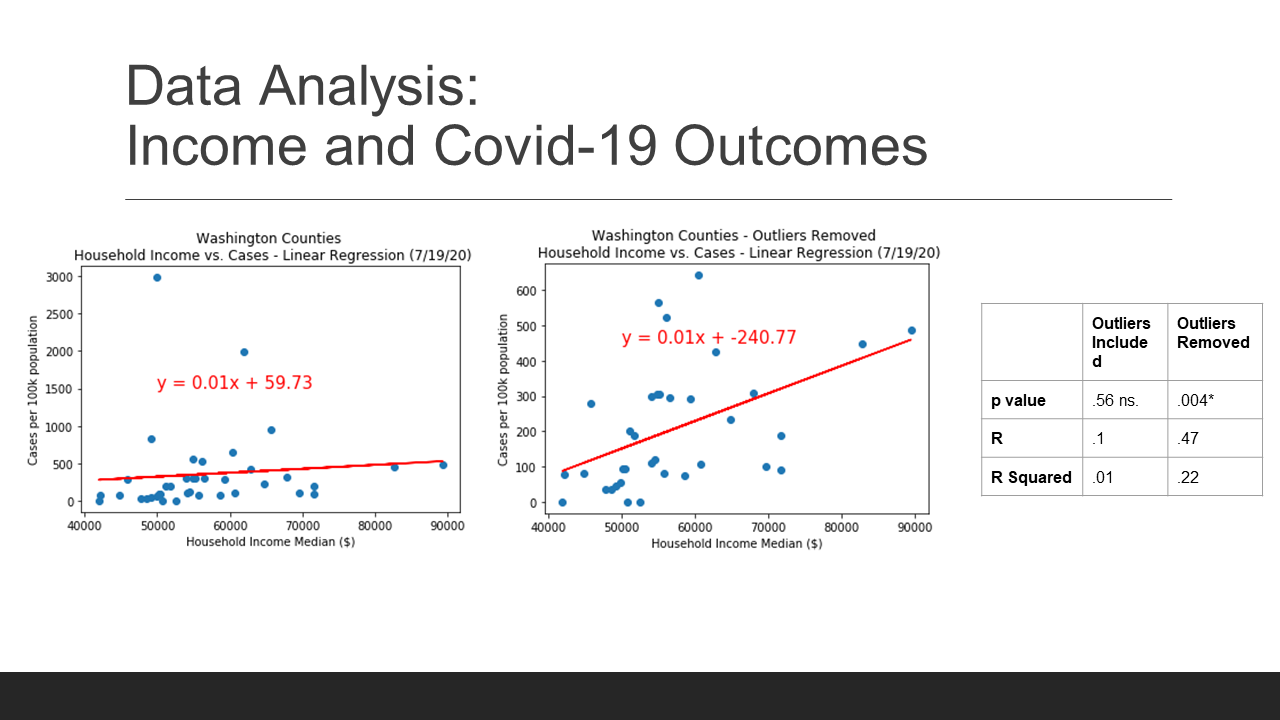 Data Analysis:
Income and Covid-19 Outcomes
Washington Counties
Household Income vs. Cases - Linear Regression (7/19/20)
3000
2500
2000
1500
1000
500
0
Cases per 100k population
y = 0.01x + 59.73
40000 50000 60000 70000 80000 90000
Household Income Median ($)
Washington Counties - Outliers Removed
Household Income vs. Cases - Linear Regression (7/19/20)
600
500
400
300
200
100
0
Cases per 100k population
y = 0.01x + -240.77
40000 50000 60000 70000 80000 90000
Household Income Median ($)
Outliers
Include
d
Outliers
Removed
p value .56 ns. .004*
R .1 .47
R Squared .01 .22